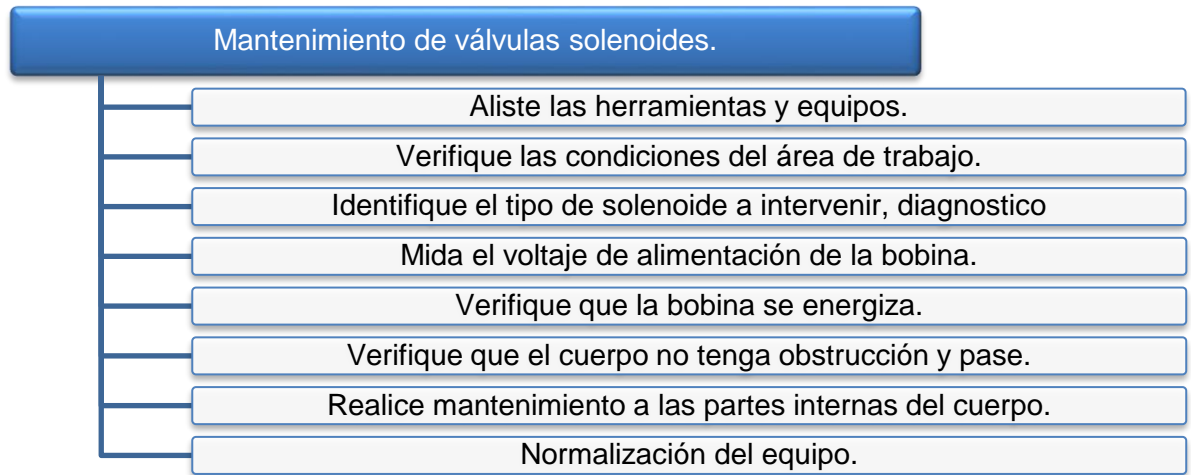 Mantenimiento de válvulas solenoides.
Aliste las herramientas y equipos.
Verifique las condiciones del área de trabajo.
Identifique el tipo de solenoide a intervenir, diagnostico
Mida el voltaje de alimentación de la bobina.
Verifique que la bobina se energiza.
Verifique que el cuerpo no tenga obstrucción y pase.
Realice mantenimiento a las partes internas del cuerpo.
Normalización del equipo.